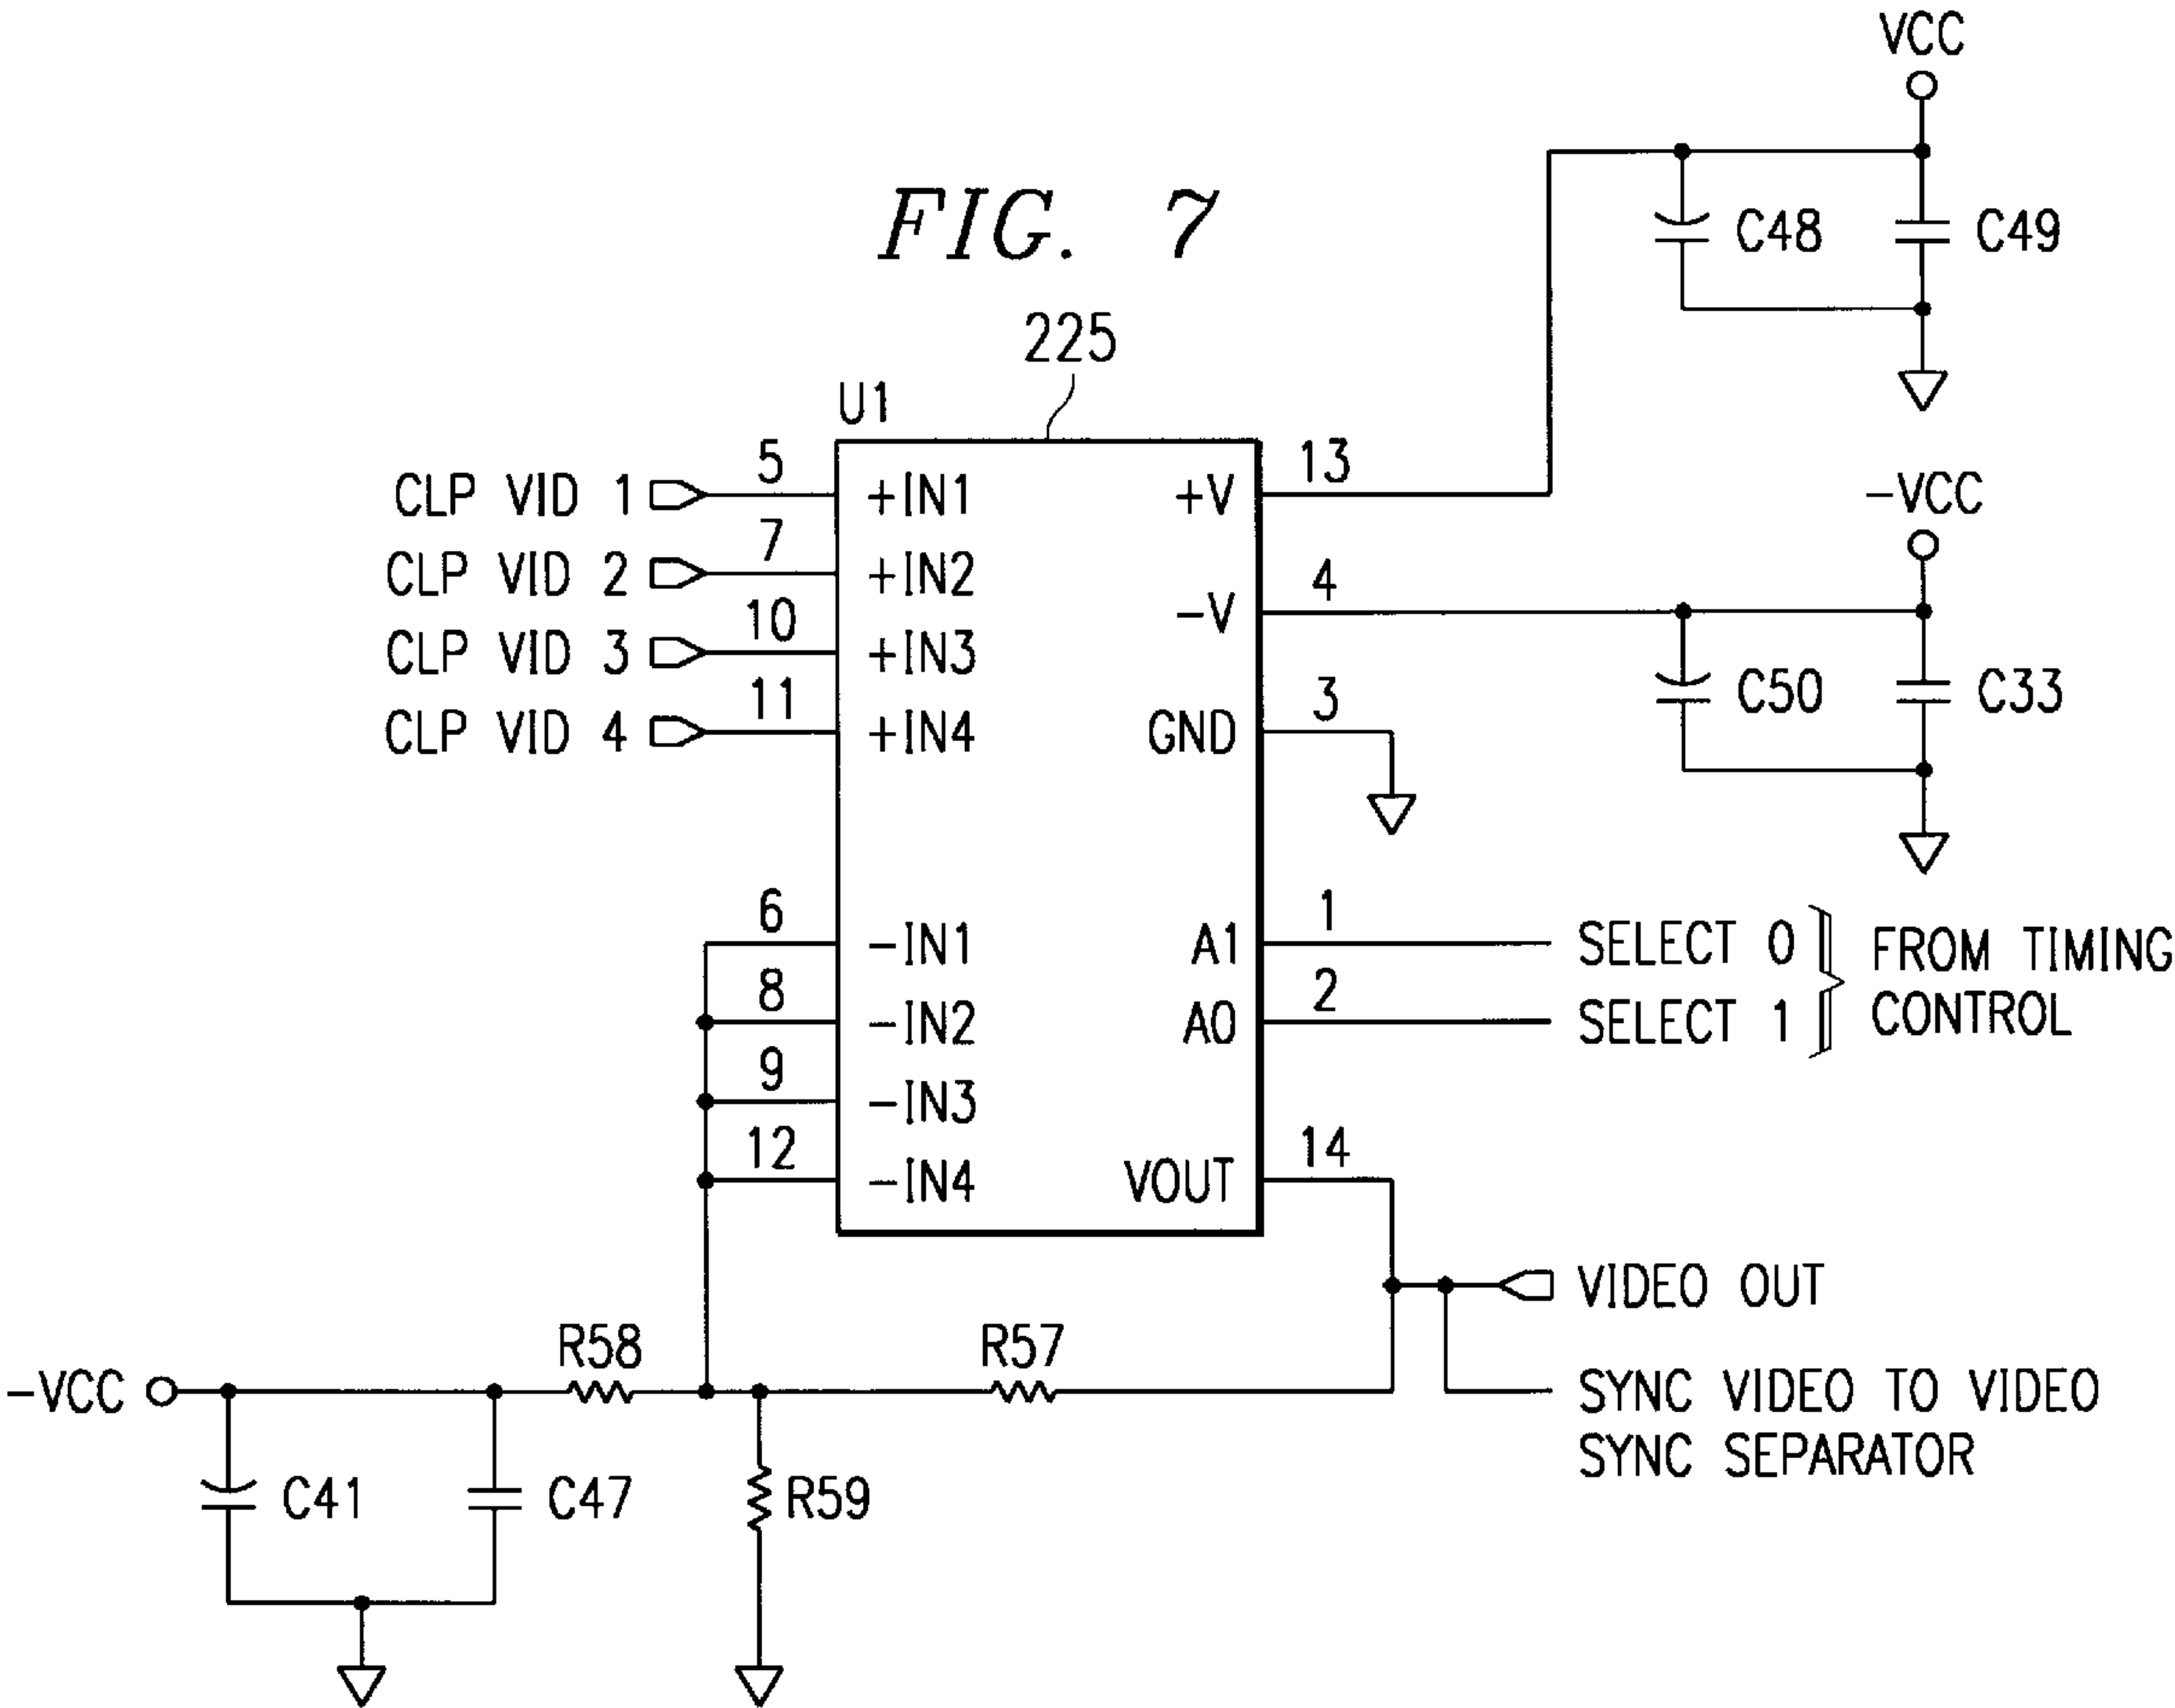 VCC
FIG. 7
C48
C49
225
U1
CLP VID 1
5
+IN1
+V
13
-VCC
CLP VID 2
7
+IN2
-V
4
CLP VID 3
10
+IN3
C50
C33
CLP VID 4
11
+IN4
GND
3
6
-IN1
A1
1
SELECT 0
FROM TIMING
8
-IN2
A0
2
SELECT 1
CONTROL
9
-IN3
12
-IN4
VOUT
14
VIDEO OUT
R58
R57
-VCC
SYNC VIDEO TO VIDEO
SYNC SEPARATOR
C41
C47
R59